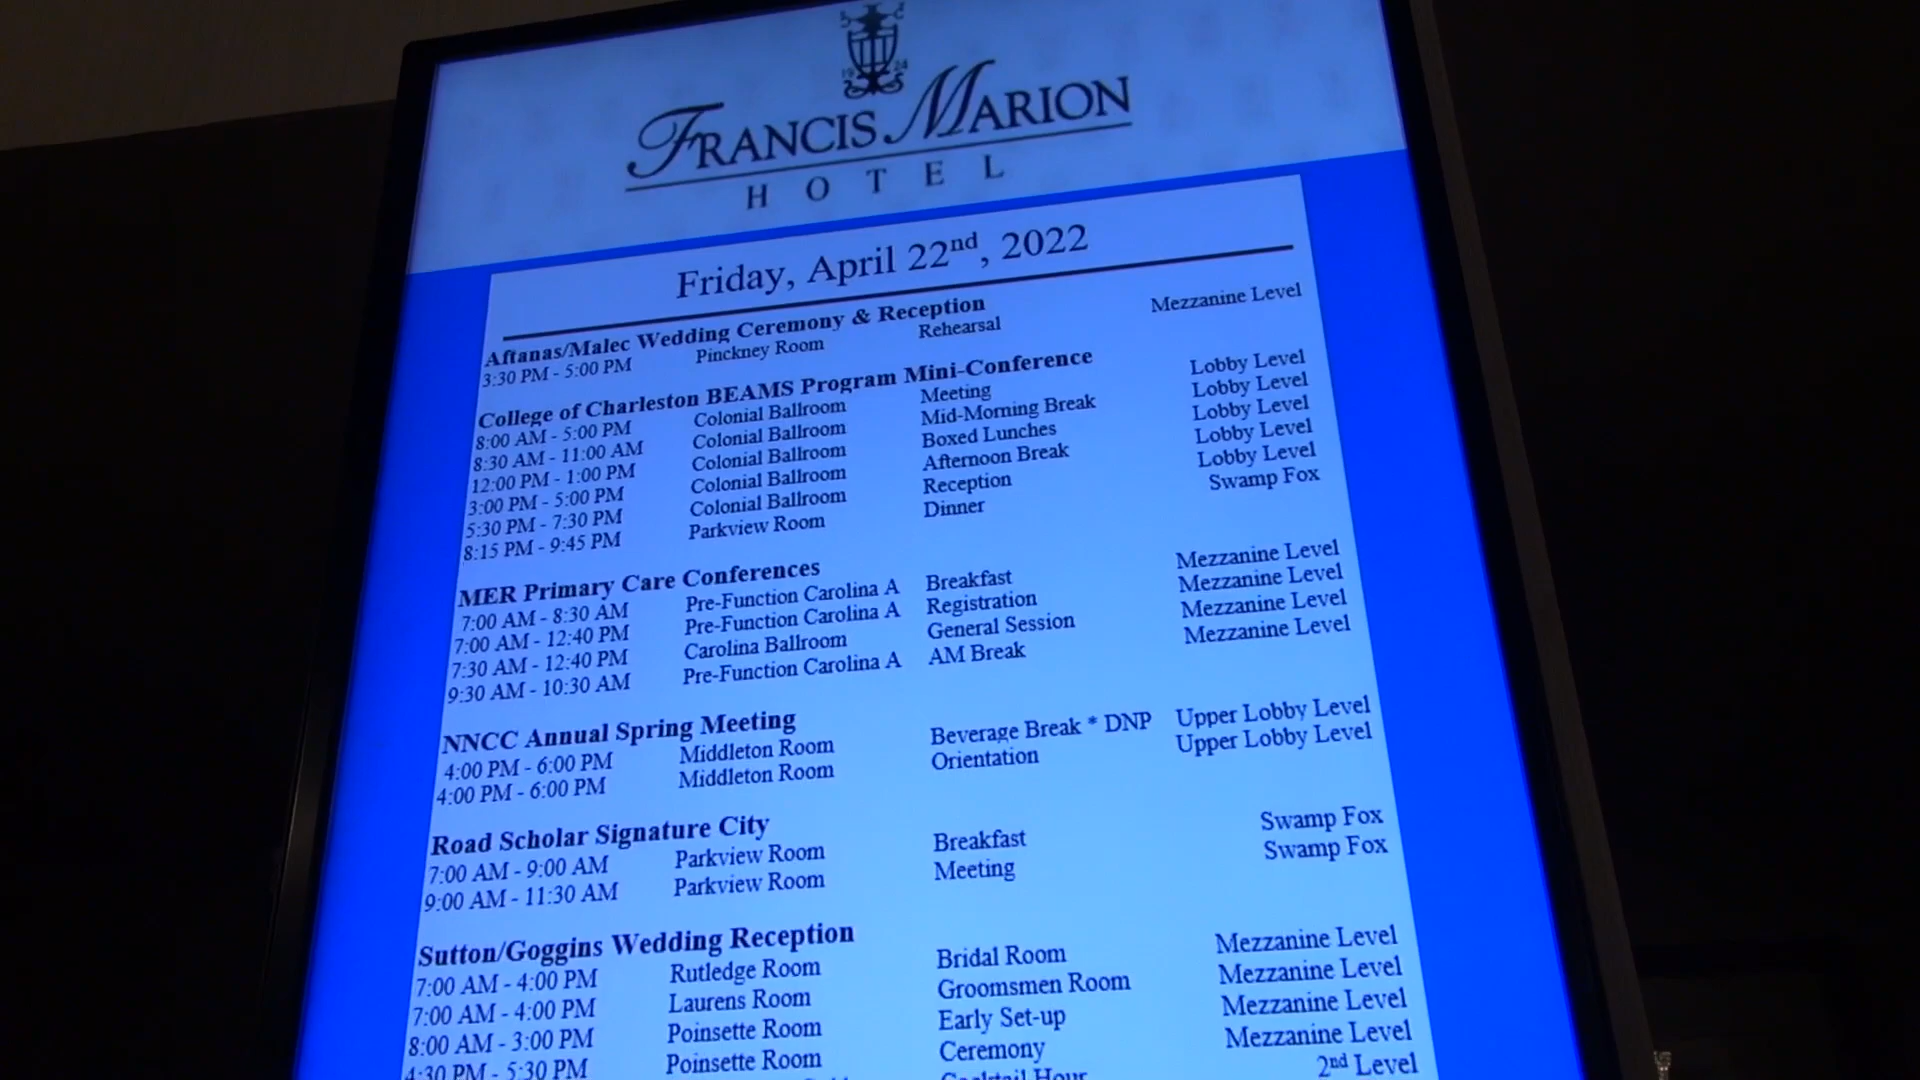 19 24
FRANCIS MARION
HOTEL
Friday, April 22nd, 2022
Aftanas/Malec Wedding Ceremony & Reception
3:30 PM - 5:00 PM Pinckney Room Rehearsal Mezzanine Level
College of Charleston BEAMS Program Mini-Conference
8:00 AM - 5:00 PM Colonial Ballroom Meeting Lobby Level
8:30 AM - 11:00 AM Colonial Ballroom Mid-Morning Break Lobby Level
12:00 PM - 1:00 PM Colonial Ballroom Boxed Lunches Lobby Level
3:00 PM - 5:00 PM Colonial Ballroom Afternoon Break Lobby Level
5:30 PM - 7:30 PM Colonial Ballroom Reception Lobby Level
8:15 PM - 9:45 PM Parkview Room Dinner Swamp Fox
MER Primary Care Conferences
7:00 AM - 8:30 AM Pre-Function Carolina A Breakfast Mezzanine Level
7:00 AM - 12:40 PM Pre-Function Carolina A Registration Mezzanine Level
7:30 AM - 12:40 PM Carolina Ballroom General Session Mezzanine Level
9:30 AM - 10:30 AM Pre-Function Carolina A AM Break Mezzanine Level
NNCC Annual Spring Meeting
4:00 PM - 6:00 PM Middleton Room Beverage Break * DNP Upper Lobby Level
4:00 PM - 6:00 PM Middleton Room Orientation Upper Lobby Level
Road Scholar Signature City
7:00 AM - 9:00 AM Parkview Room Breakfast Swamp Fox
9:00 AM - 11:30 AM Parkview Room Meeting Swamp Fox
Sutton/Goggins Wedding Reception
7:00 AM - 4:00 PM Rutledge Room Bridal Room Mezzanine Level
7:00 AM - 4:00 PM Laurens Room Groomsmen Room Mezzanine Level
8:00 AM - 3:00 PM Poinsette Room Early Set-up Mezzanine Level
4:30 PM - 5:30 PM Poinsette Room Ceremony Mezzanine Level
Cocktail Hour 2nd Level